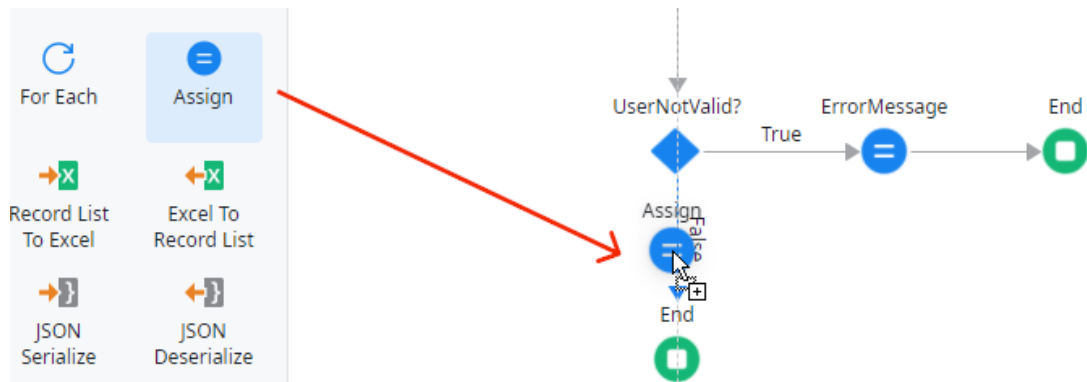 For Each
Assign
Record List
To Excel
Excel To
Record List
JSON
Serialize
JSON
Deserialize
UserNotValid?
True
ErrorMessage
End
Assign
False
End